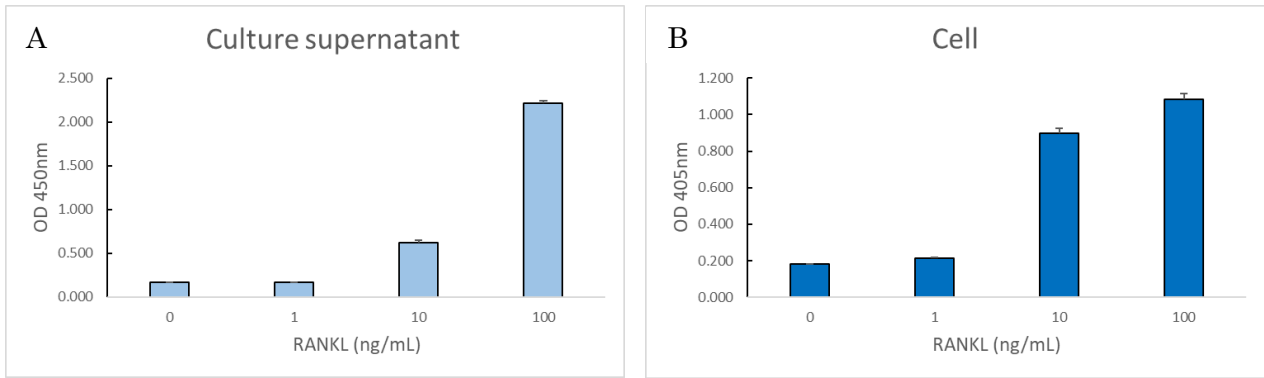 A
Culture supernatant
2.500
2.000
1.500
1.000
0.500
0.000
OD 450nm
0 1 10 100
RANKL (ng/mL)
B
Cell
1.200
1.000
0.800
0.600
0.400
0.200
0.000
OD 405nm
0 1 10 100
RANKL (ng/mL)